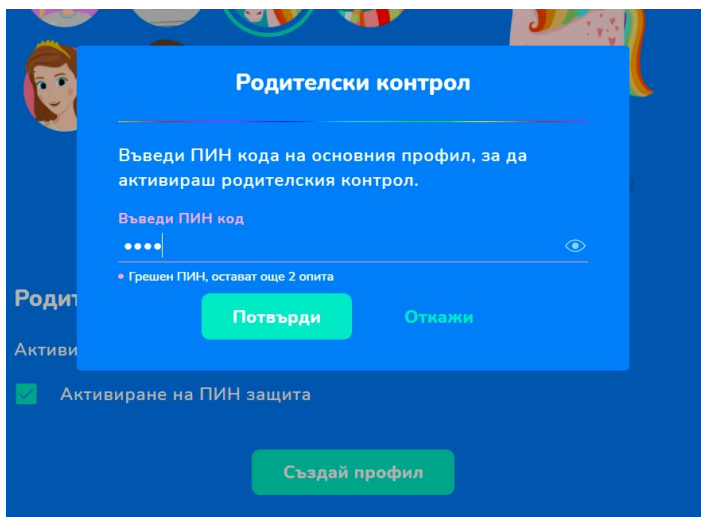 Родителски контрол
Въведи ПИН кода на основния профил, за да
активираш родителския контрол.
Въведи ПИН код
Грешен ПИН, остават още 2 опита
Потвърди Откажи
Активиране на ПИН защита
Създай профил